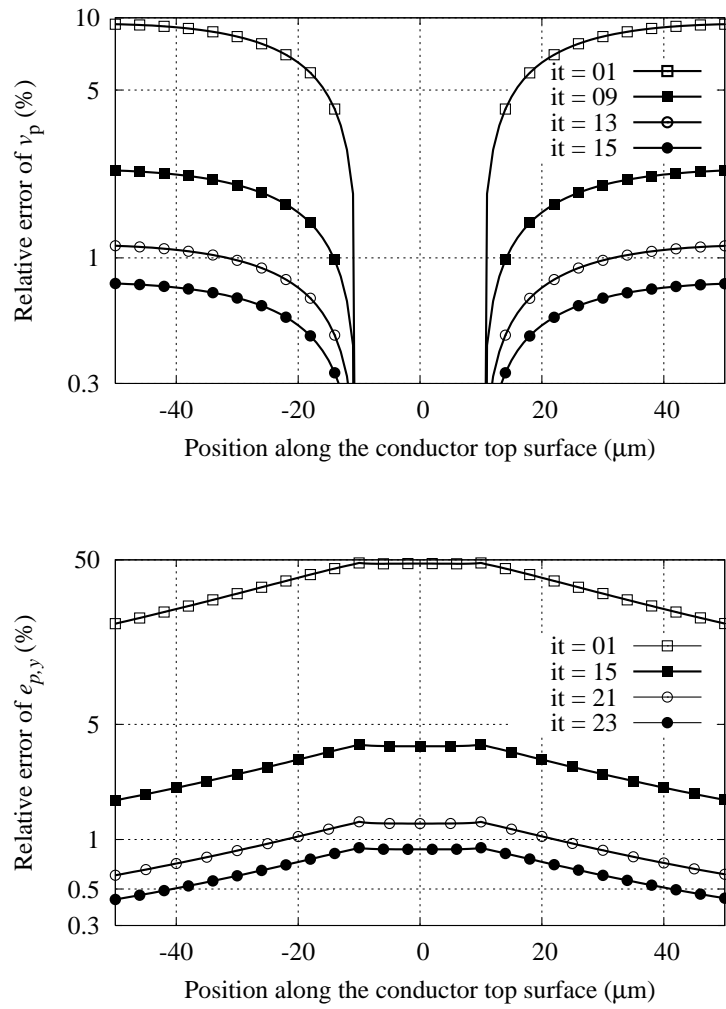 10
5
1
0.3
Relative error of vp (%)
it = 01
it = 09
it = 13
it = 15
-40 -20 0 20 40
Position along the conductor top surface (μm)
50
5
1
0.5
0.3
Relative error of ep,y (%)
it = 01
it = 15
it = 21
it = 23
-40 -20 0 20 40
Position along the conductor top surface (μm)